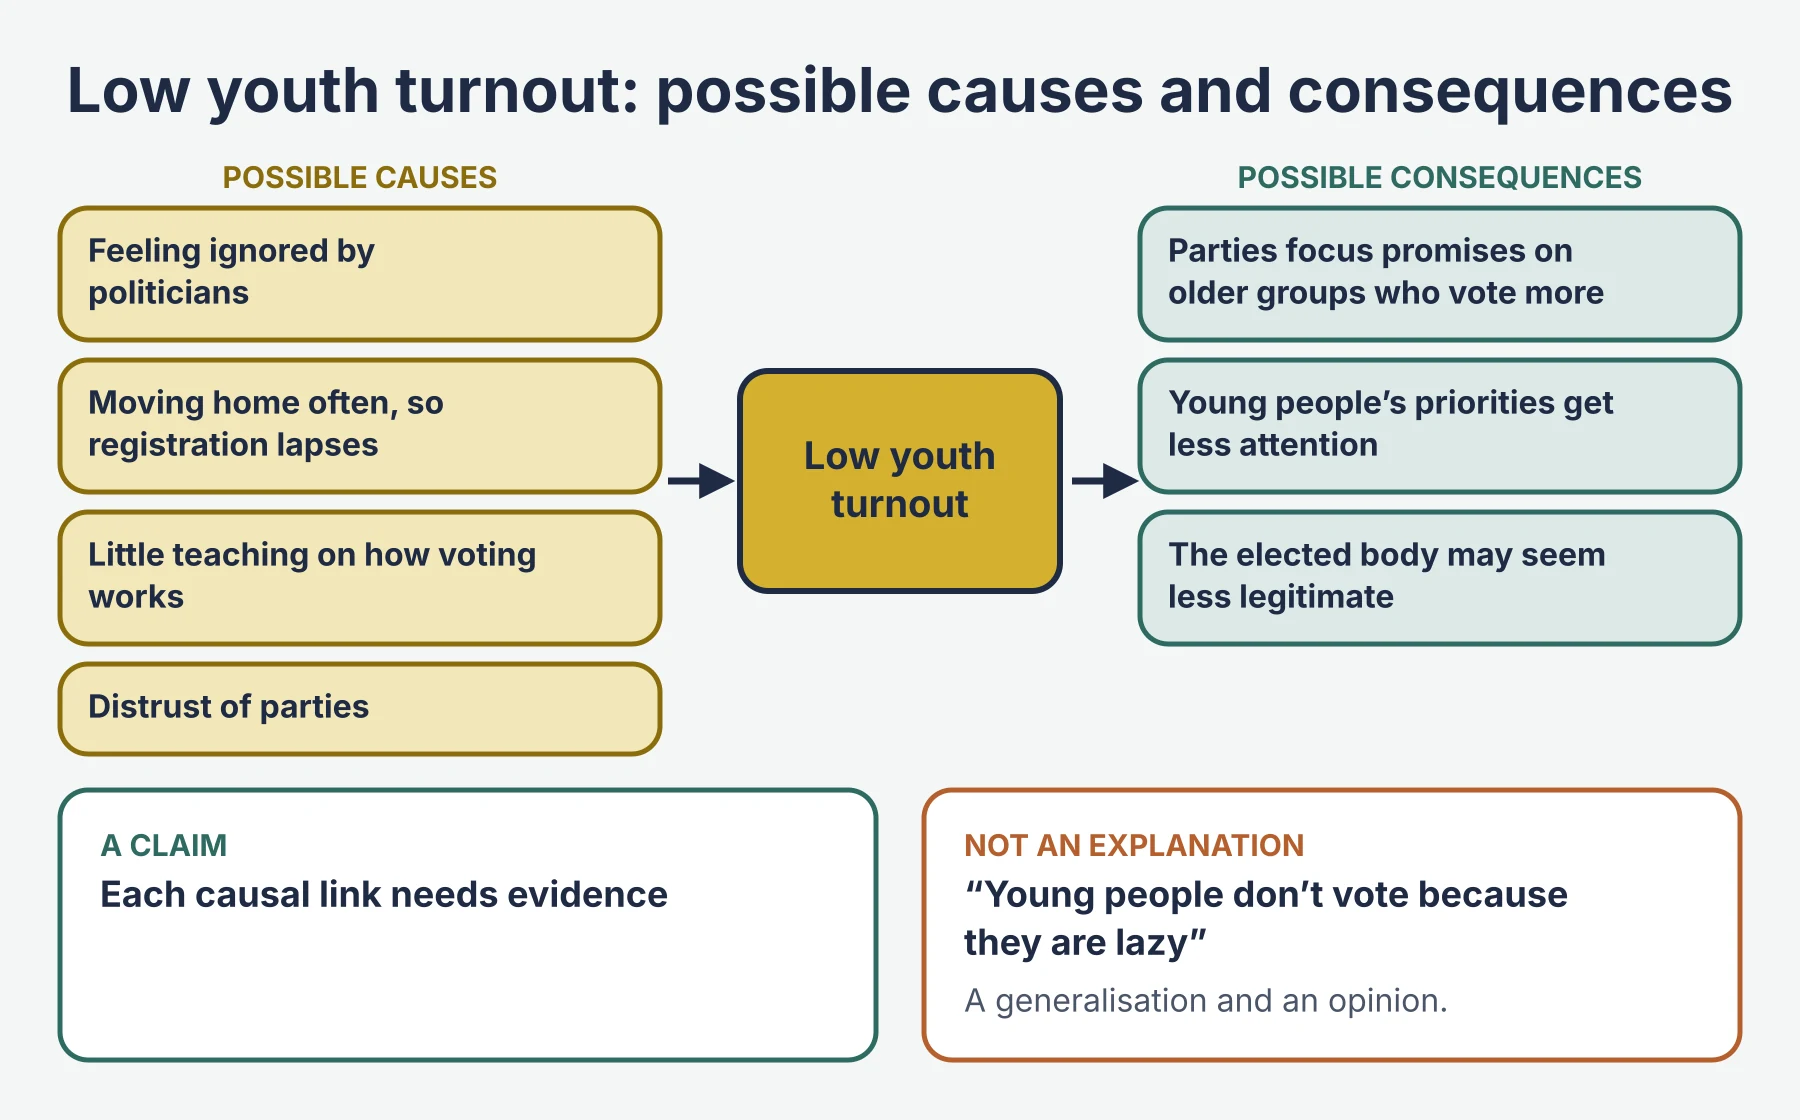 Low youth turnout: possible causes and consequences
POSSIBLE CAUSES
Feeling ignored by
politicians
Moving home often, so
registration lapses
Little teaching on how voting
works
Distrust of parties
Low youth
turnout
POSSIBLE CONSEQUENCES
Parties focus promises on
older groups who vote more
Young people’s priorities get
less attention
The elected body may seem
less legitimate
A CLAIM
Each causal link needs evidence
NOT AN EXPLANATION
“Young people don’t vote because
they are lazy”
A generalisation and an opinion.